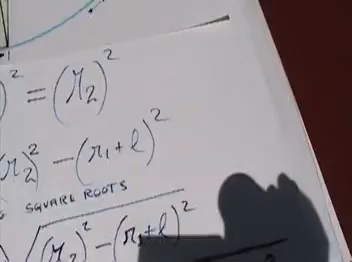 )² = (r₂)²
r₂)² - (r₁ + l)²
SQUARE ROOTS
) √(r₂)² - (r₁ + l)²